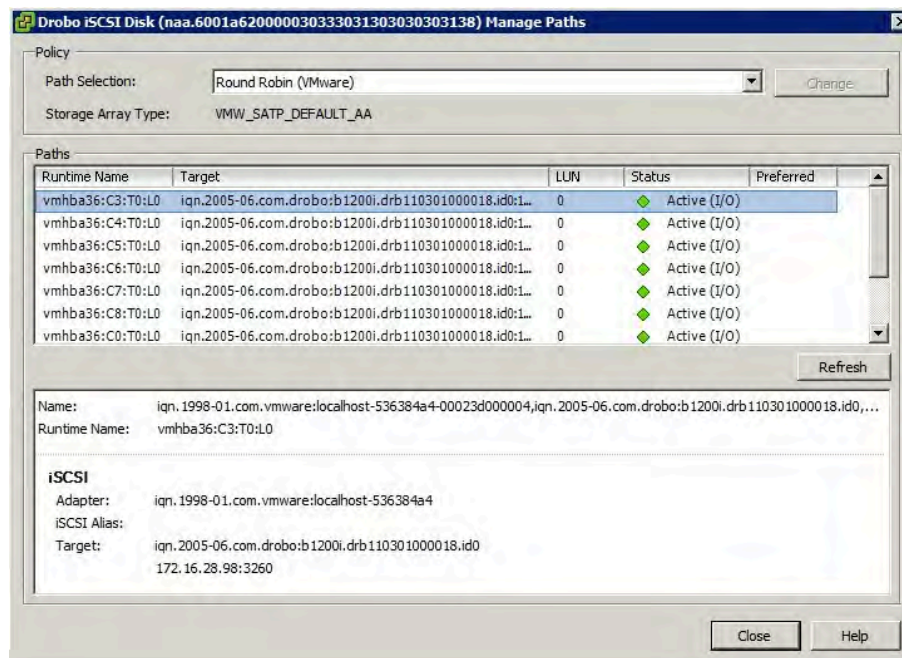 Drobo iSCSI Disk (naa.6001a62000003033303130303030303138) Manage Paths
Policy
Path Selection: Round Robin (VMware) Change
Storage Array Type: VMW_SATP_DEFAULT_AA
Paths
Runtime Name Target LUN Status Preferred
vmhba36:C3:T0:L0 iqn.2005-06.com.drobo:b1200i.drb110301000018.id0:1... 0 Active (I/O)
vmhba36:C4:T0:L0 iqn.2005-06.com.drobo:b1200i.drb110301000018.id0:1... 0 Active (I/O)
vmhba36:C5:T0:L0 iqn.2005-06.com.drobo:b1200i.drb110301000018.id0:1... 0 Active (I/O)
vmhba36:C6:T0:L0 iqn.2005-06.com.drobo:b1200i.drb110301000018.id0:1... 0 Active (I/O)
vmhba36:C7:T0:L0 iqn.2005-06.com.drobo:b1200i.drb110301000018.id0:1... 0 Active (I/O)
vmhba36:C8:T0:L0 iqn.2005-06.com.drobo:b1200i.drb110301000018.id0:1... 0 Active (I/O)
vmhba36:C0:T0:L0 iqn.2005-06.com.drobo:b1200i.drb110301000018.id0:1... 0 Active (I/O)
Refresh
Name: iqn.1998-01.com.vmware:localhost-536384a4-00023d000004,iqn.2005-06.com.drobo:b1200i.drb110301000018.id0,...
Runtime Name: vmhba36:C3:T0:L0
iSCSI
Adapter: iqn.1998-01.com.vmware:localhost-536384a4
iSCSI Alias:
Target: iqn.2005-06.com.drobo:b1200i.drb110301000018.id0
172.16.28.98:3260
Close Help